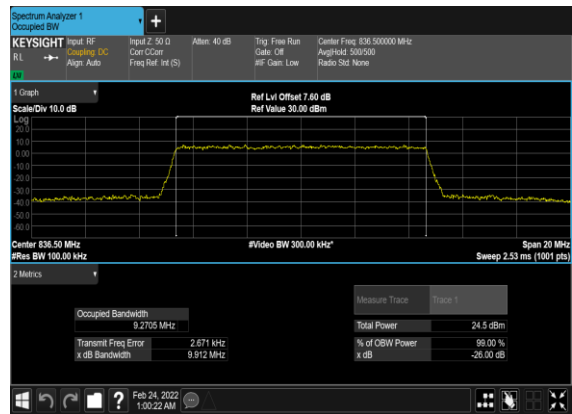 Spectrum Analyzer 1
Occupied BW
+
KEYSIGHT Input: RF Input Z: 50 Ω Atten: 40 dB Trig: Free Run Center Freq: 836.500000 MHz
RL Coupling: DC Corr CCorr Gate: Off Avg|Hold: 500/500
Align: Auto Freq Ref: Int (S) #IF Gain: Low Radio Std: None
LW
1 Graph
Ref Lvl Offset 7.60 dB
Scale/Div 10.0 dB Ref Value 30.00 dBm
Log
20.0
10.0
0.00
-10.0
-20.0
-30.0
-40.0
-50.0
-60.0
Center 836.50 MHz #Video BW 300.00 kHz* Span 20 MHz
#Res BW 100.00 kHz Sweep 2.53 ms (1001 pts)
2 Metrics
Measure Trace Trace 1
Occupied Bandwidth
9.2705 MHz Total Power 24.5 dBm
Transmit Freq Error 2.671 kHz % of OBW Power 99.00 %
x dB Bandwidth 9.912 MHz x dB -26.00 dB
? Feb 24, 2022
1:00:22 AM